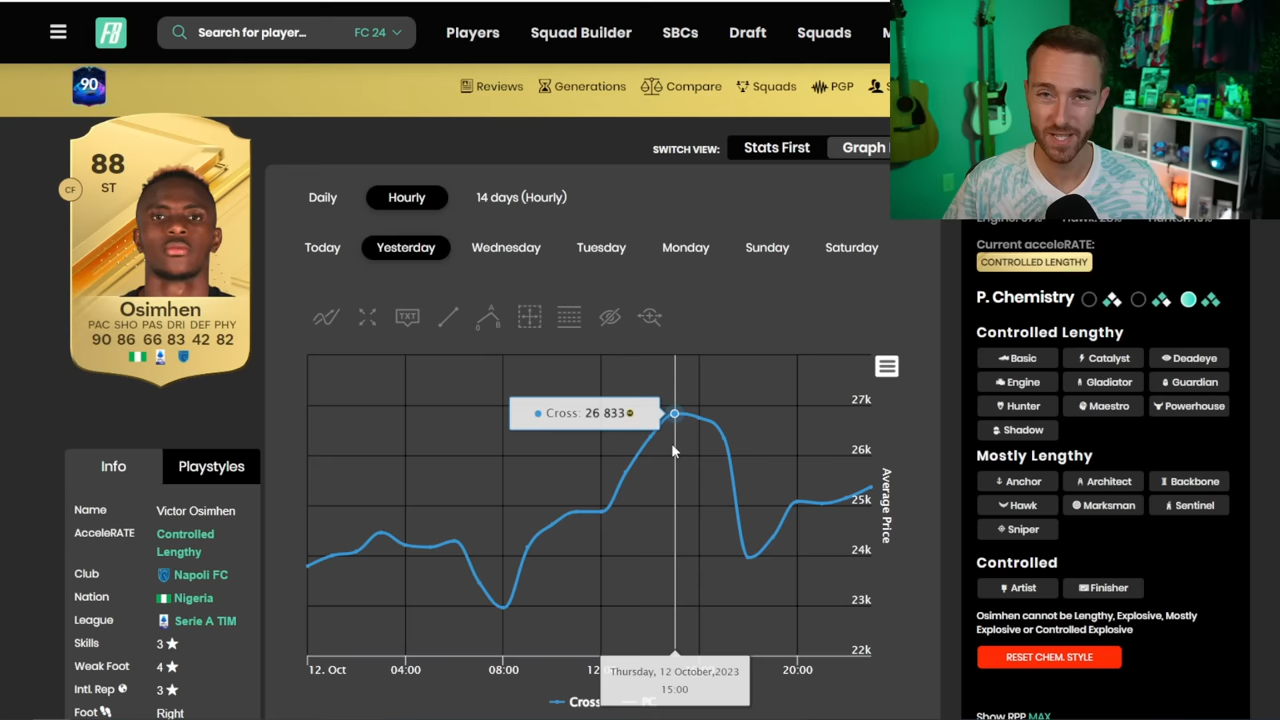 FB
Search for player...
FC 24
Players
Squad Builder
SBCs
Draft
Squads
90
Reviews
Generations
Compare
Squads
PGP
88
ST
CF
Osimhen
PAC SHO PAS DRI DEF PHY
90 86 66 83 42 82
SWITCH VIEW:
Stats First
Graph
Daily
Hourly
14 days (Hourly)
Today
Yesterday
Wednesday
Tuesday
Monday
Sunday
Saturday
TXT
Cross: 26 833
27k
26k
25k
24k
23k
22k
Average Price
12. Oct
04:00
08:00
20:00
Thursday, 12 October,2023
15:00
Cross
Info
Playstyles
Name
Victor Osimhen
AcceleRATE
Controlled
Lengthy
Club
Napoli FC
Nation
Nigeria
League
Serie A TIM
Skills
3★
Weak Foot
4★
Intl. Rep
3★
Foot
Right
Current acceleRATE:
CONTROLLED LENGTHY
P. Chemistry
Controlled Lengthy
Basic
Catalyst
Deadeye
Engine
Gladiator
Guardian
Hunter
Maestro
Powerhouse
Shadow
Mostly Lengthy
Anchor
Architect
Backbone
Hawk
Marksman
Sentinel
Sniper
Controlled
Artist
Finisher
Osimhen cannot be Lengthy, Explosive, Mostly
Explosive or Controlled Explosive
RESET CHEM. STYLE
Show RPP MAX